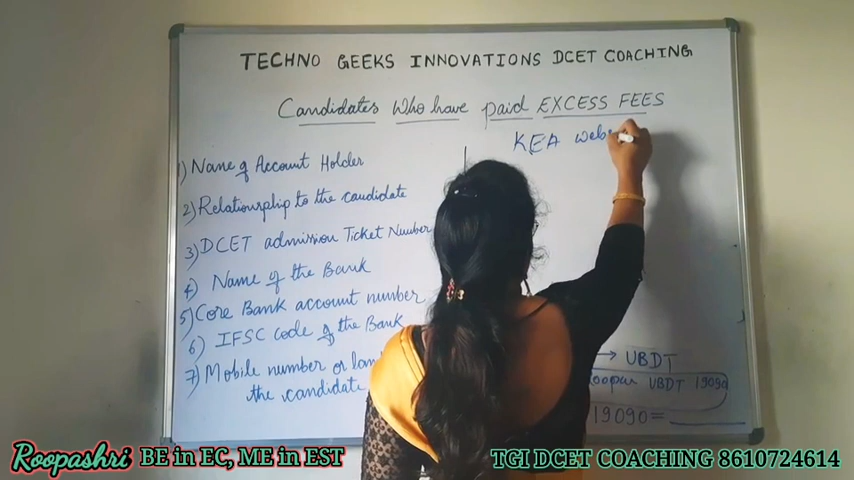 TECHNO GEEKS INNOVATIONS DCET COACHING
Candidates Who have paid EXCESS FEES
KEA web
1) Name of Account Holder
2) Relationship to the candidate
3) DCET admission Ticket Number
4) Name of the Bank
5) Core Bank account number
6) IFSC code of the Bank
7) Mobile number or lan
the candidate
→ UBDT
UBDT 19090
19090=
Roopashri BE in EC, ME in EST
TGI DCET COACHING 8610724614